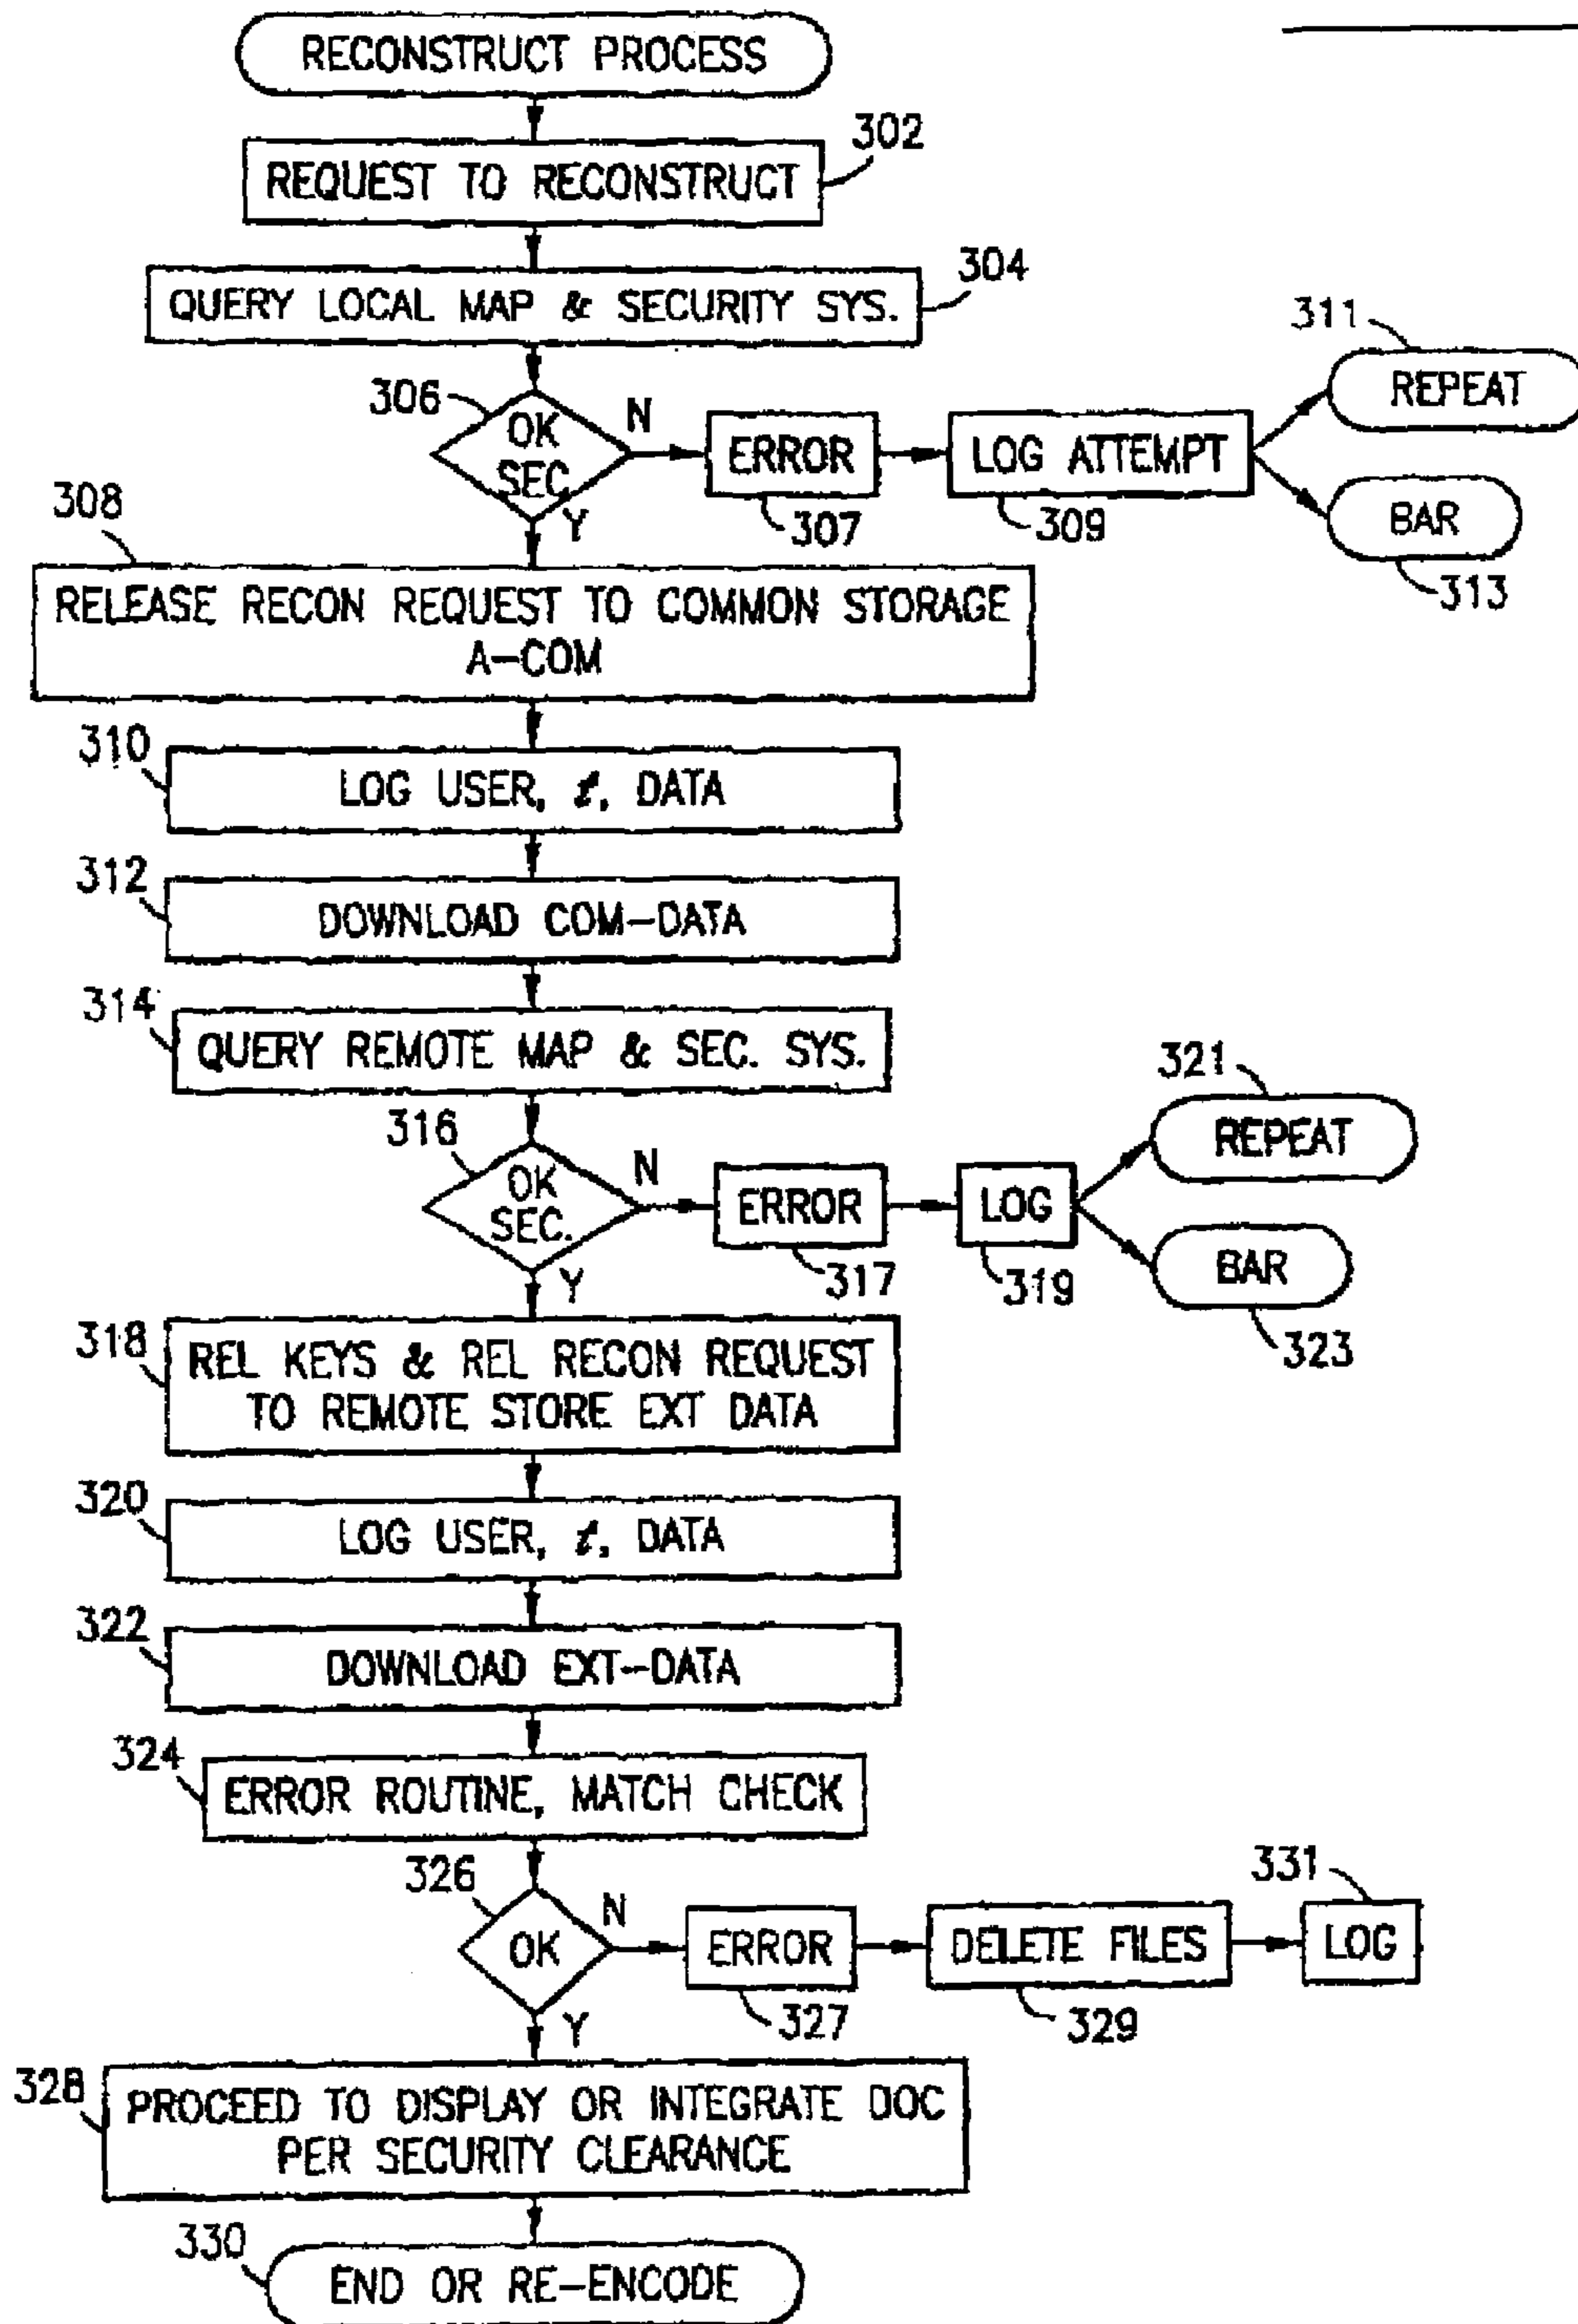 RECONSTRUCT PROCESS
302
REQUEST TO RECONSTRUCT
304
QUERY LOCAL MAP & SECURITY SYS.
311
REPEAT
306
OK
SEC
N
ERROR
307
LOG ATTEMPT
309
BAR
313
Y
308
RELEASE RECON REQUEST TO COMMON STORAGE
A-COM
310
LOG USER, t, DATA
312
DOWNLOAD COM-DATA
314
QUERY REMOTE MAP & SEC. SYS.
321
REPEAT
316
OK
SEC.
N
ERROR
317
LOG
319
BAR
323
Y
318
REL KEYS & REL RECON REQUEST
TO REMOTE STORE EXT DATA
320
LOG USER, t, DATA
322
DOWNLOAD EXT-DATA
324
ERROR ROUTINE, MATCH CHECK
326
OK
N
ERROR
327
DELETE FILES
329
331
LOG
Y
328
PROCEED TO DISPLAY OR INTEGRATE DOC
PER SECURITY CLEARANCE
330
END OR RE-ENCODE